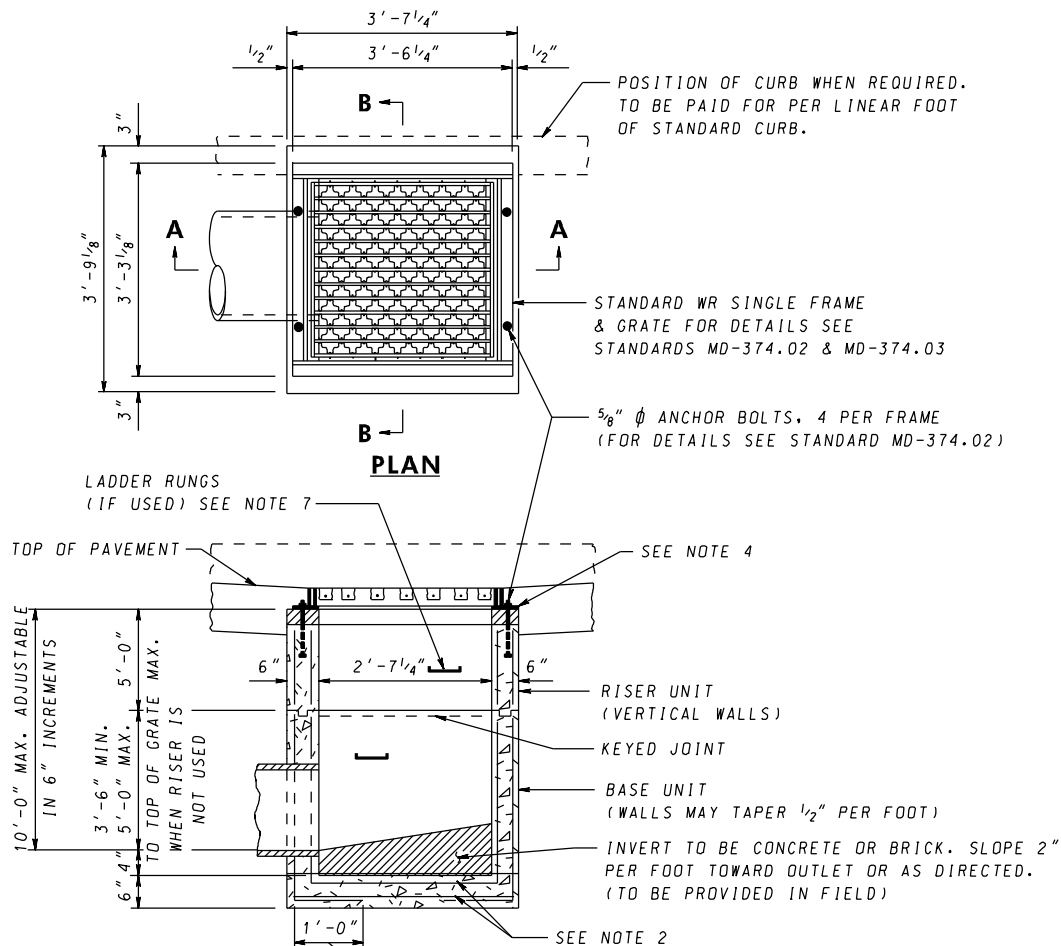 3'-7¼"
½"
3'-6¼"
½"
B
POSITION OF CURB WHEN REQUIRED.
TO BE PAID FOR PER LINEAR FOOT
OF STANDARD CURB.
3"
3'-9⅛"
3'-3⅛"
A
A
STANDARD WR SINGLE FRAME
& GRATE FOR DETAILS SEE
STANDARDS MD-374.02 & MD-374.03
3"
B
⅝" ϕ ANCHOR BOLTS, 4 PER FRAME
(FOR DETAILS SEE STANDARD MD-374.02)
PLAN
LADDER RUNGS
(IF USED) SEE NOTE 7
TOP OF PAVEMENT
SEE NOTE 4
10'-0" MAX. ADJUSTABLE
IN 6" INCREMENTS
5'-0"
3'-6" MIN.
5'-0" MAX.
TO TOP OF GRATE MAX.
WHEN RISER IS
NOT USED
6"
2'-7¼"
6"
RISER UNIT
(VERTICAL WALLS)
KEYED JOINT
BASE UNIT
(WALLS MAY TAPER ½" PER FOOT)
INVERT TO BE CONCRETE OR BRICK. SLOPE 2"
PER FOOT TOWARD OUTLET OR AS DIRECTED.
(TO BE PROVIDED IN FIELD)
4"
6"
1'-0"
SEE NOTE 2